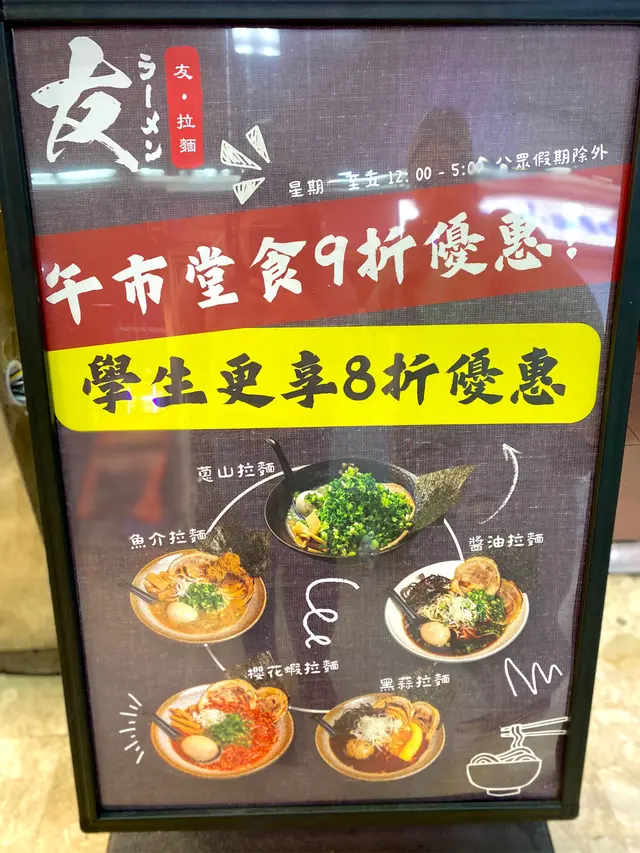 友
ラーメン
友・拉麵
星期一至五 12:00 - 5:00 公眾假期除外
午市堂食9折優惠!
學生更享8折優惠
蔥山拉麵
魚介拉麵
醬油拉麵
櫻花蝦拉麵
黑蒜拉麵